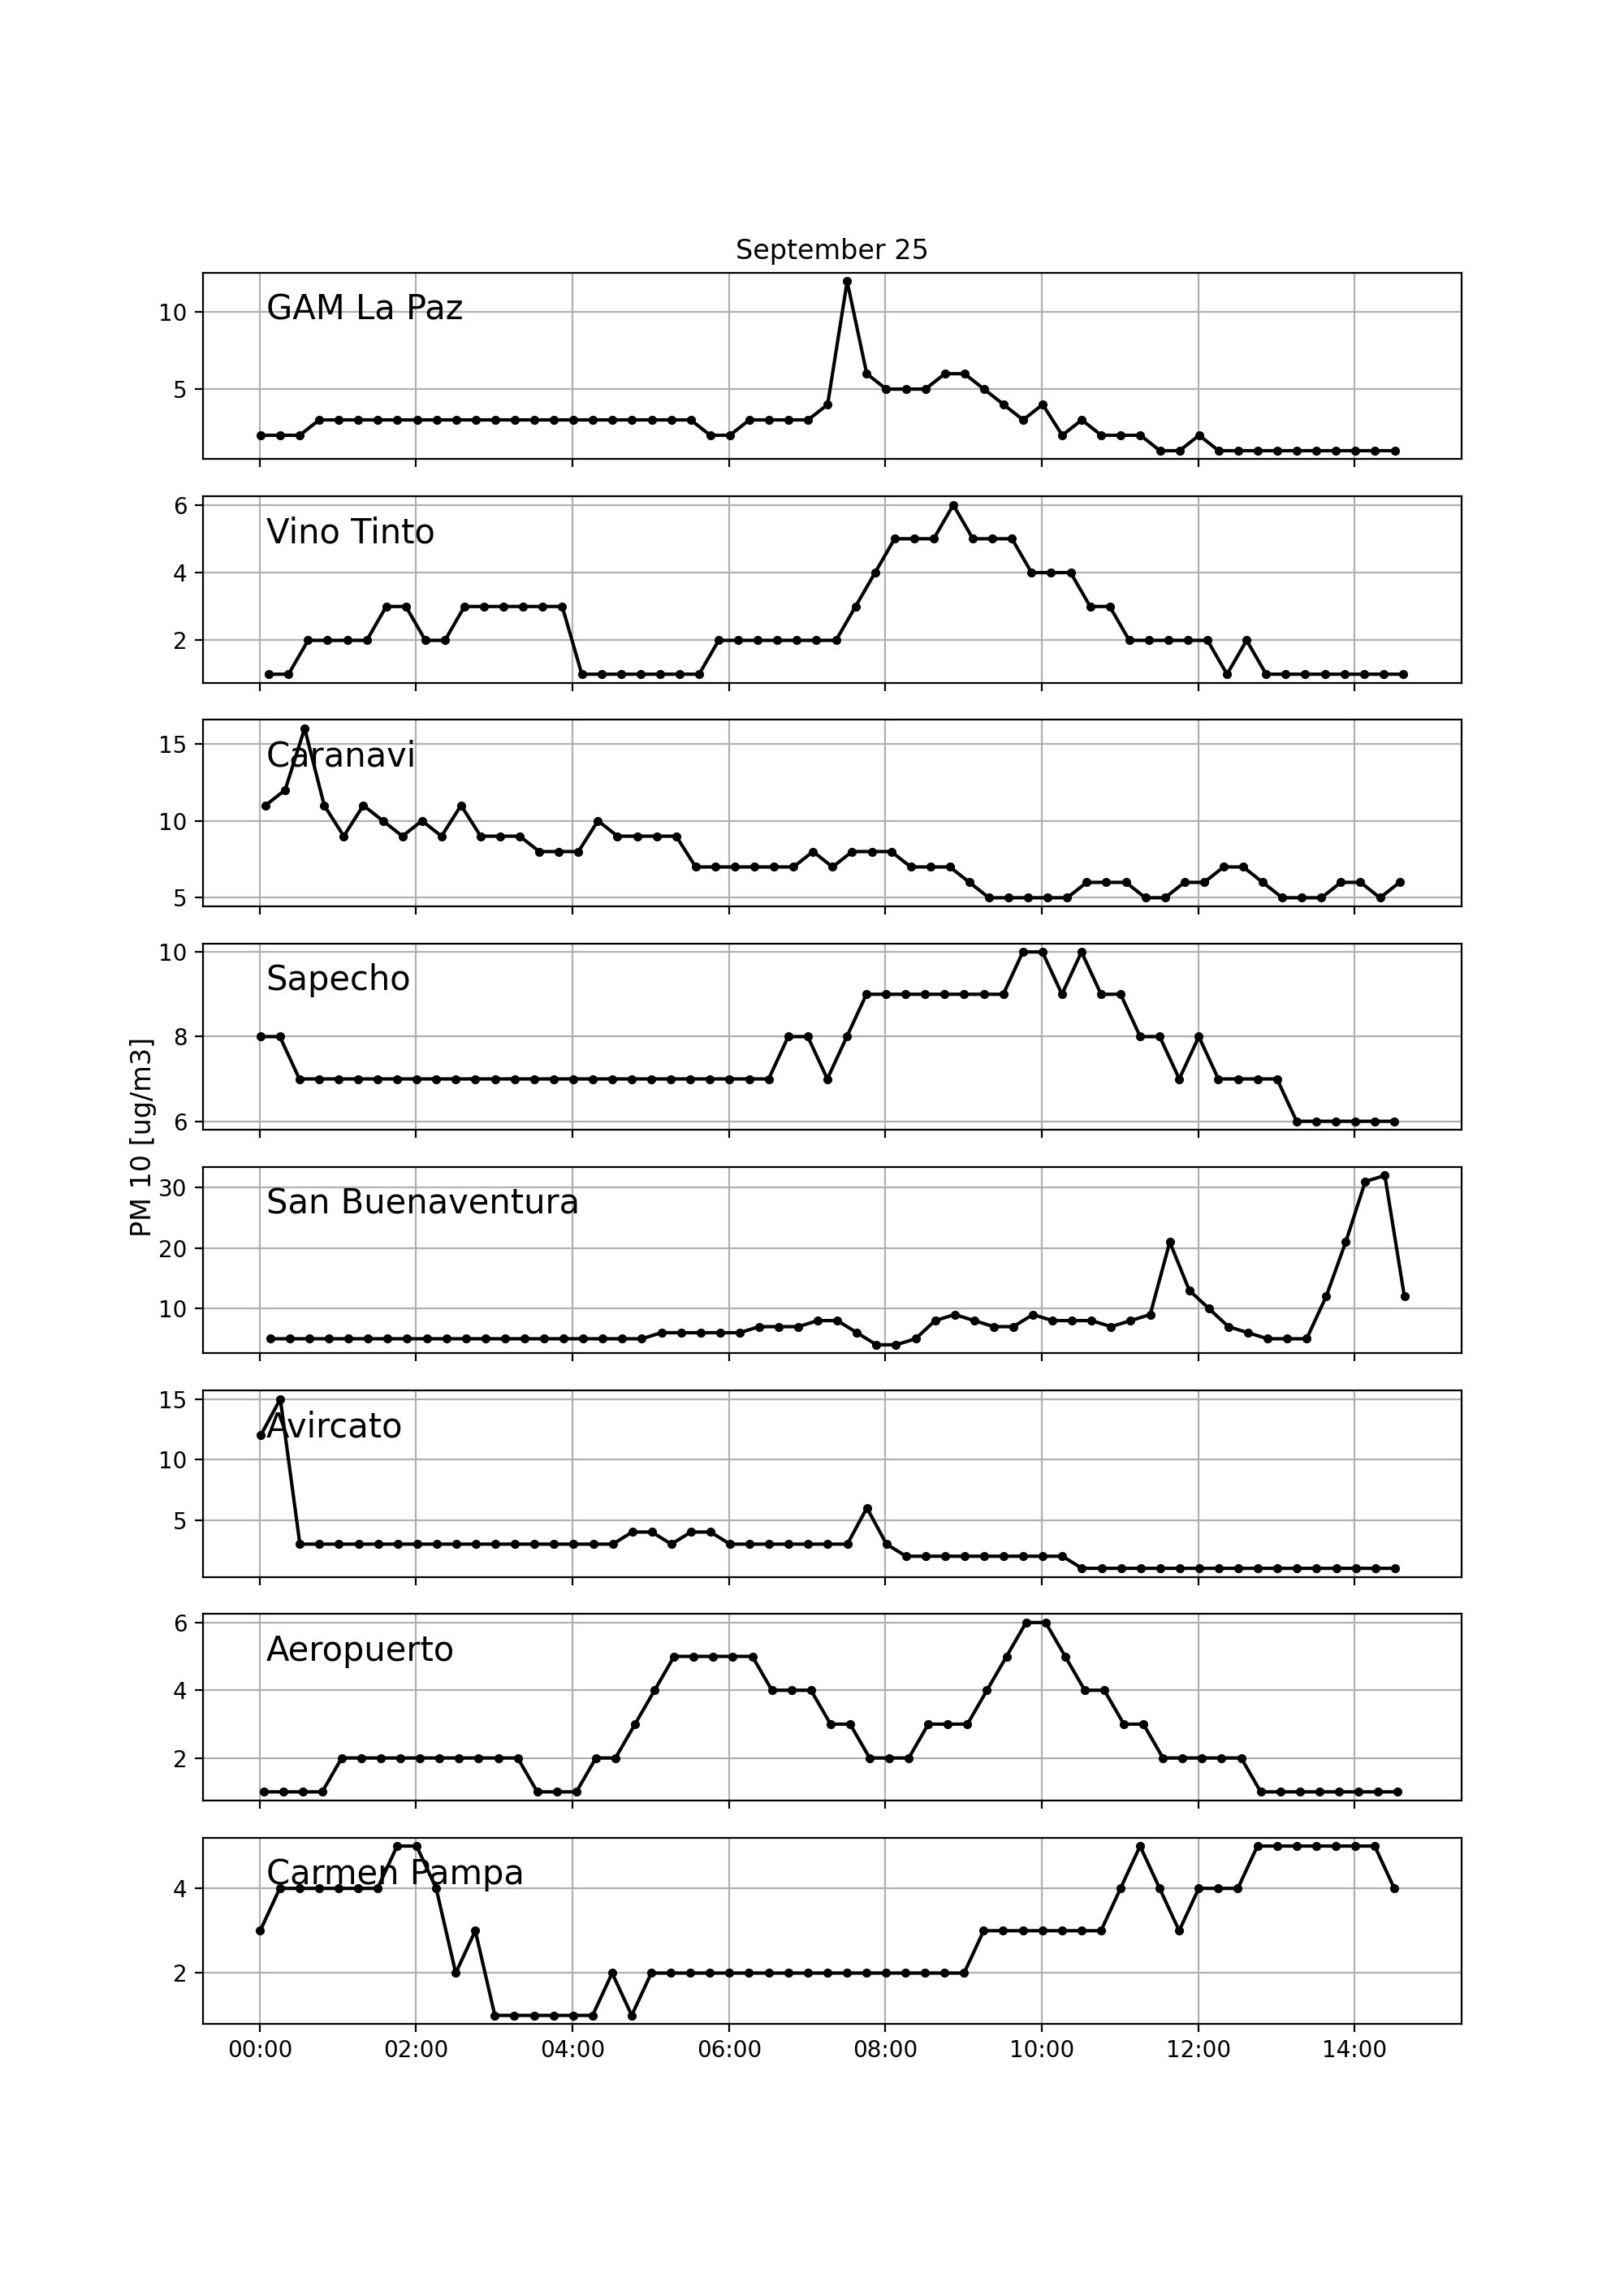 September 25
GAM La Paz
10
5
Vino Tinto
6
4
2
Caranavi
15
10
5
Sapecho
10
8
6
PM 10 [ug/m3]
San Buenaventura
30
20
10
Avircato
15
10
5
Aeropuerto
6
4
2
Carmen Pampa
4
2
00:00 02:00 04:00 06:00 08:00 10:00 12:00 14:00